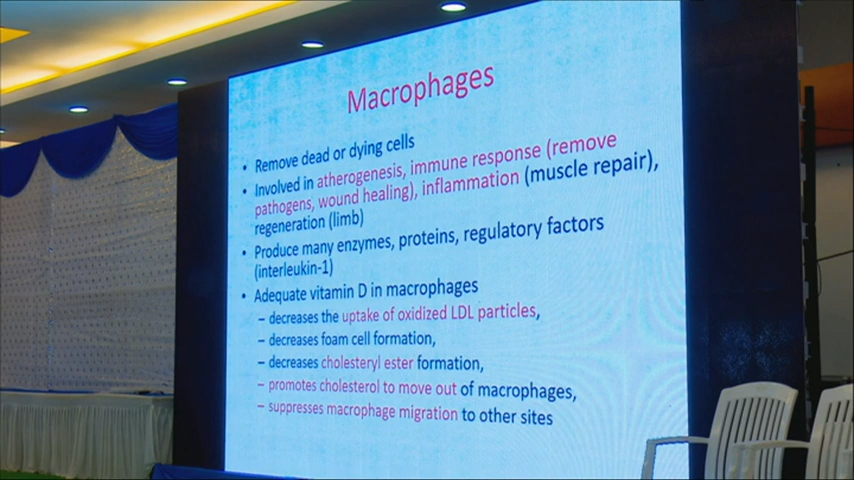 Macrophages
• Remove dead or dying cells
• Involved in atherogenesis, immune response (remove
pathogens, wound healing), inflammation (muscle repair),
regeneration (limb)
• Produce many enzymes, proteins, regulatory factors
(interleukin-1)
• Adequate vitamin D in macrophages
– decreases the uptake of oxidized LDL particles,
– decreases foam cell formation,
– decreases cholesteryl ester formation,
– promotes cholesterol to move out of macrophages,
– suppresses macrophage migration to other sites